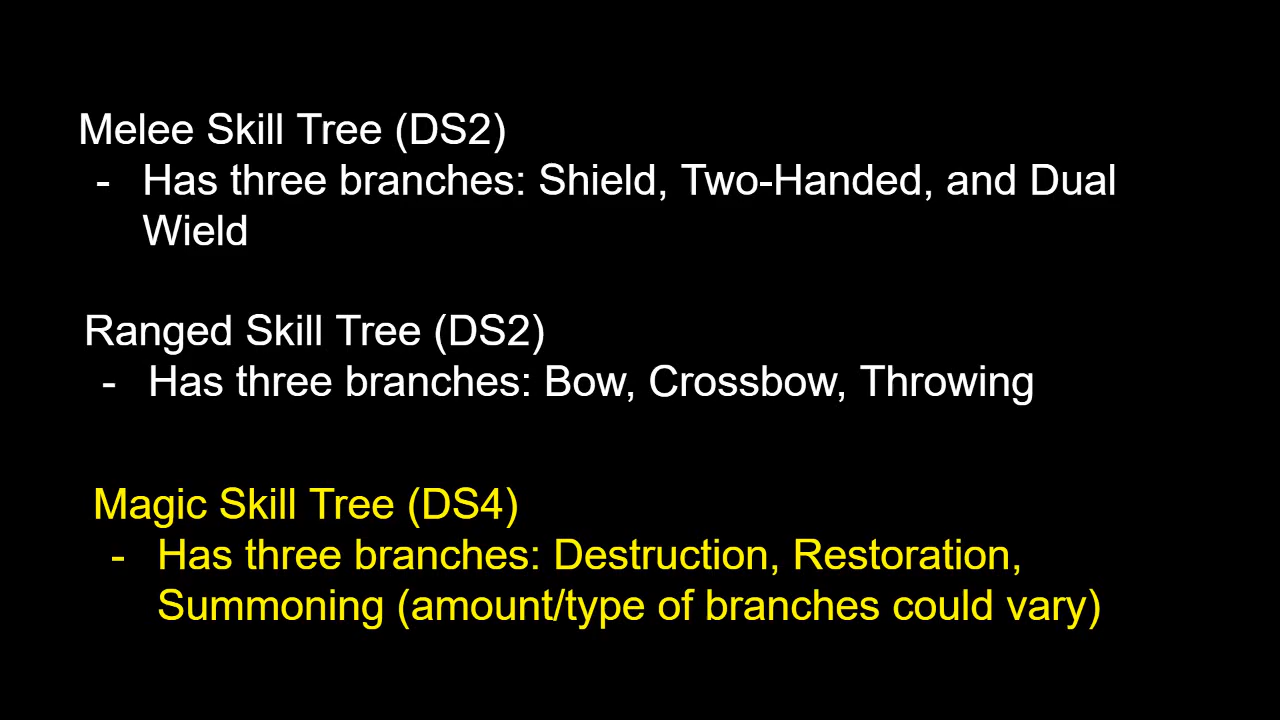 Melee Skill Tree (DS2)
- Has three branches: Shield, Two-Handed, and Dual
Wield
Ranged Skill Tree (DS2)
- Has three branches: Bow, Crossbow, Throwing
Magic Skill Tree (DS4)
- Has three branches: Destruction, Restoration,
Summoning (amount/type of branches could vary)